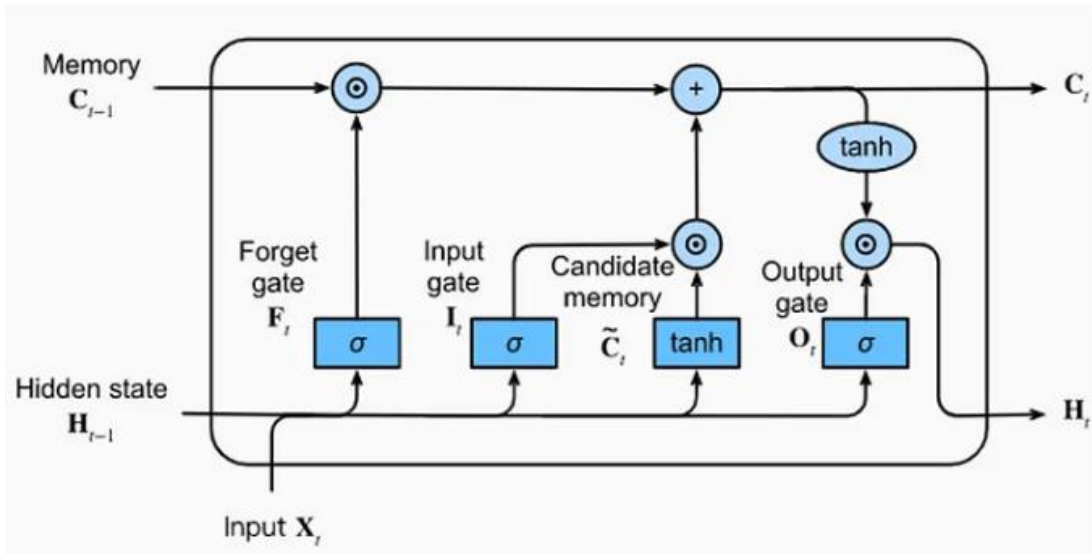 Memory
C_{t-1}
⊙
+
C_t
tanh
⊙
⊙
Forget
gate
F_t
Input
gate
I_t
Candidate
memory
C̃_t
Output
gate
O_t
σ
σ
tanh
σ
Hidden state
H_{t-1}
H_t
Input X_t